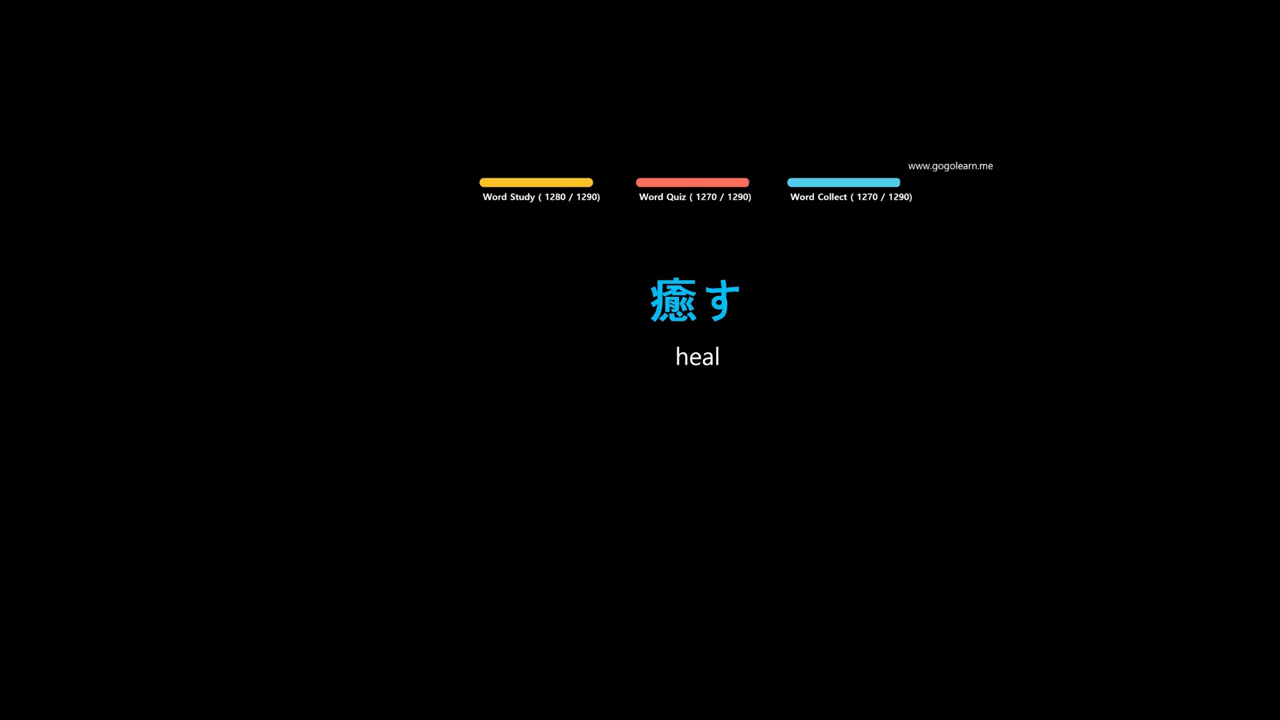 www.gogolearn.me
Word Study ( 1280 / 1290)
Word Quiz ( 1270 / 1290)
Word Collect ( 1270 / 1290)
癒す
heal